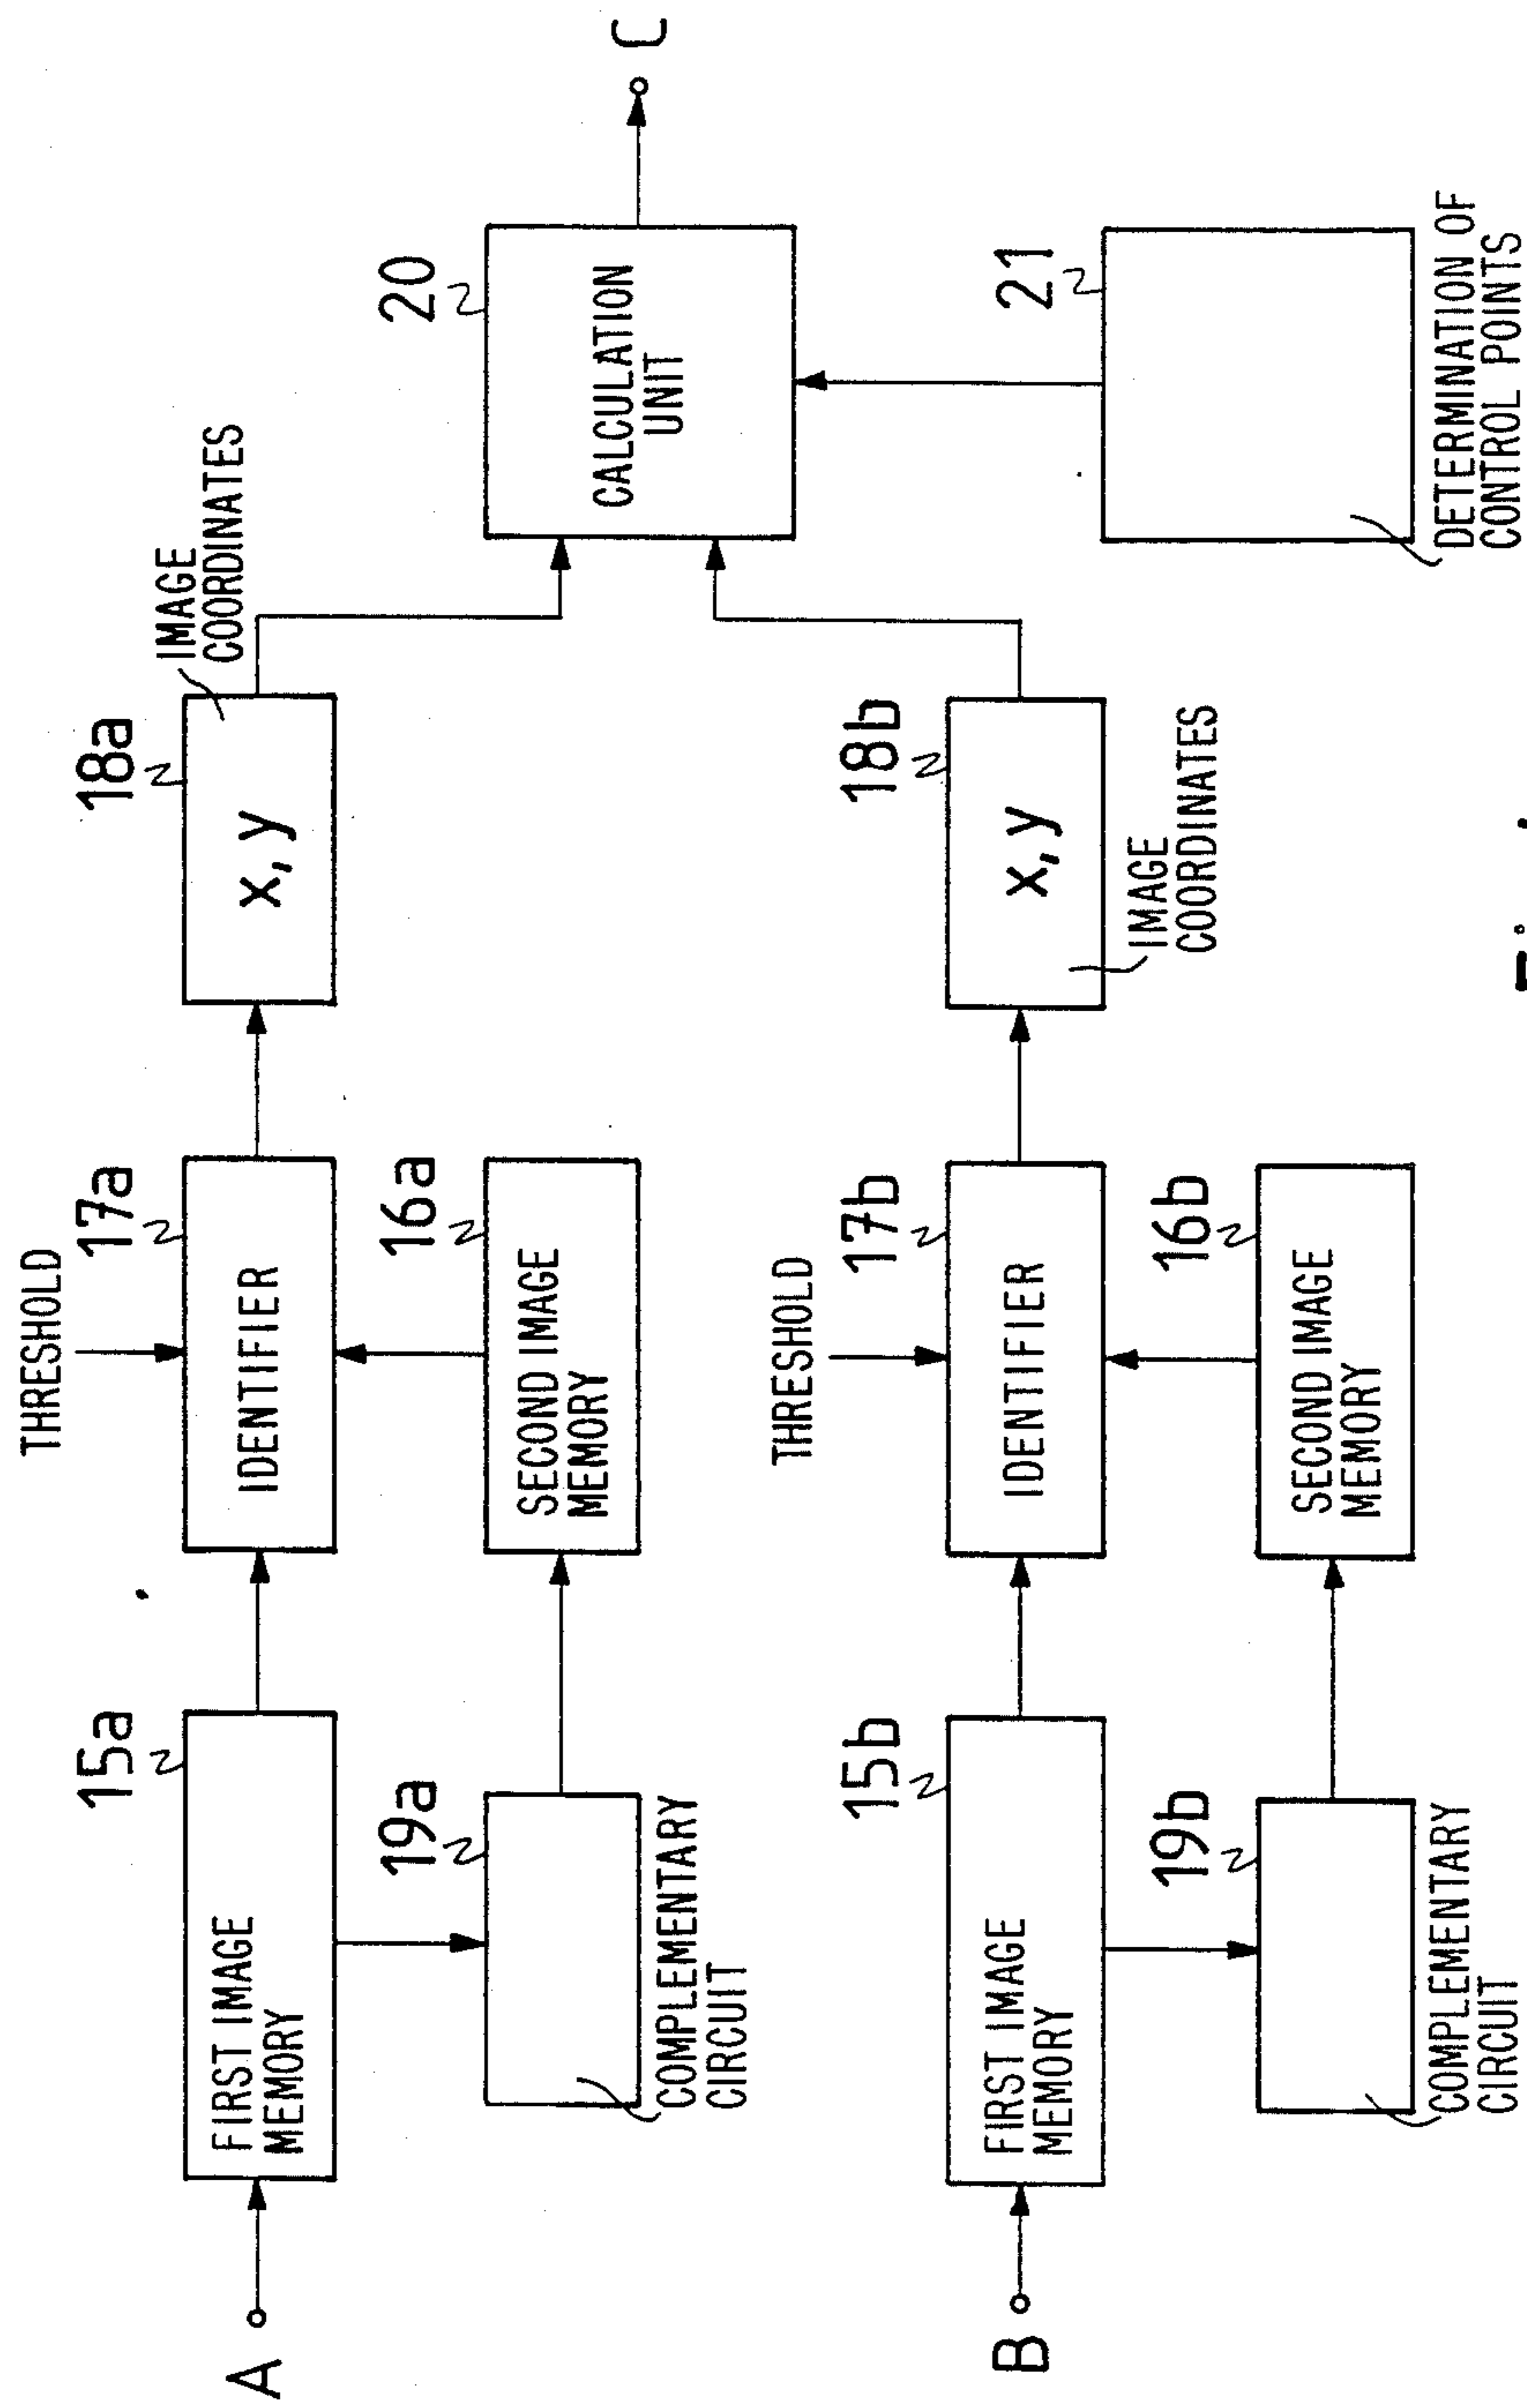 THRESHOLD
15a
17a
18a
IMAGE
COORDINATES
A
FIRST IMAGE
MEMORY
IDENTIFIER
x, y
19a
16a
20
SECOND IMAGE
MEMORY
CALCULATION
UNIT
C
COMPLEMENTARY
CIRCUIT
THRESHOLD
15b
17b
18b
B
FIRST IMAGE
MEMORY
IDENTIFIER
x, y
IMAGE
COORDINATES
19b
16b
21
SECOND IMAGE
MEMORY
COMPLEMENTARY
CIRCUIT
DETERMINATION OF
CONTROL POINTS